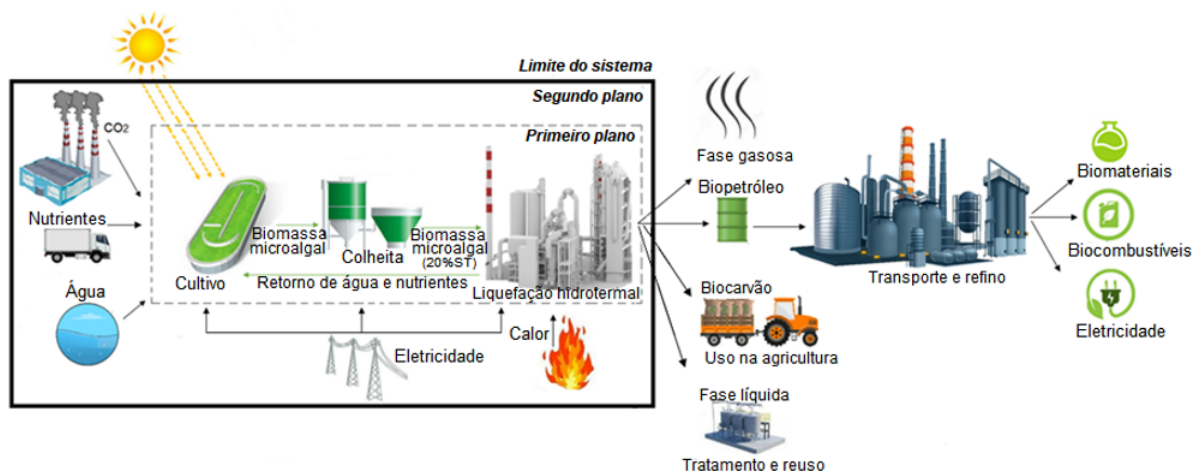 Limite do sistema
Segundo plano
Primeiro plano
CO2
Nutrientes
Água
Cultivo
Biomassa
microalgal
Colheita
Biomassa
microalgal
(20%ST)
Retorno de água e nutrientes
Liquefação hidrotermal
Eletricidade
Calor
Fase gasosa
Biopetróleo
Biocarvão
Uso na agricultura
Fase líquida
Tratamento e reuso
Transporte e refino
Biomateriais
Biocombustíveis
Eletricidade